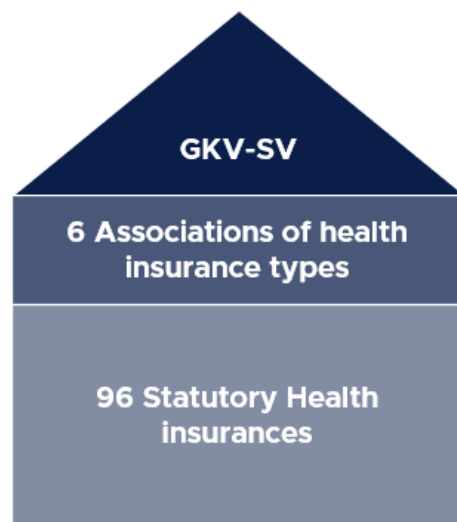 GKV-SV
6 Associations of health
insurance types
96 Statutory Health
insurances